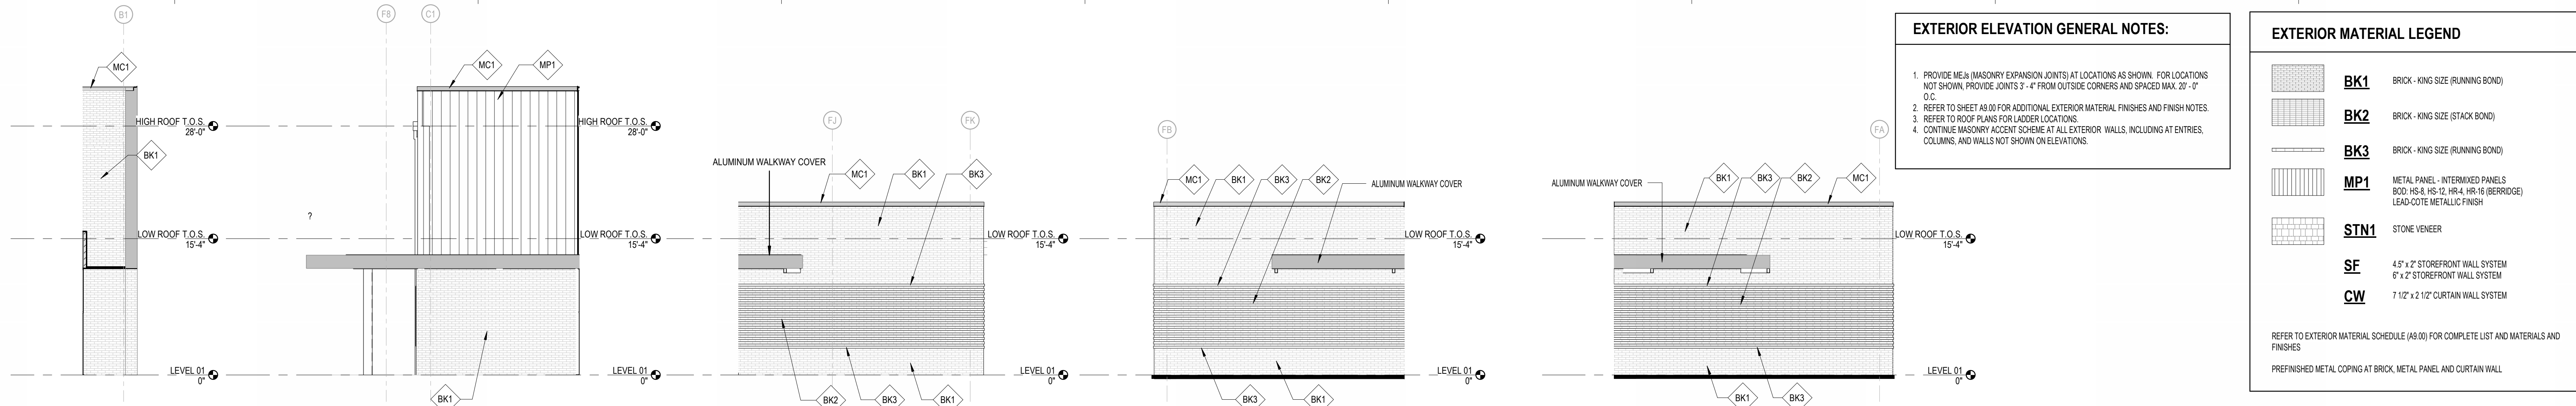 B1
MC1
HIGH ROOF T.O.S.
28'-0"
BK1
LOW ROOF T.O.S.
15'-4"
LEVEL 01
0"
F8
C1
MC1
MP1
HIGH ROOF T.O.S.
28'-0"
?
LOW ROOF T.O.S.
15'-4"
LEVEL 01
0"
BK1
FJ
FK
ALUMINUM WALKWAY COVER
MC1
BK1
BK3
LOW ROOF T.O.S.
15'-4"
LEVEL 01
0"
BK2
BK3
BK1
FB
MC1
BK1
BK3
BK2
ALUMINUM WALKWAY COVER
LOW ROOF T.O.S.
15'-4"
LEVEL 01
0"
BK3
BK1
FA
ALUMINUM WALKWAY COVER
BK1
BK3
BK2
MC1
LOW ROOF T.O.S.
15'-4"
LEVEL 01
0"
BK1
BK3
EXTERIOR ELEVATION GENERAL NOTES:
1. PROVIDE MEJs (MASONRY EXPANSION JOINTS) AT LOCATIONS AS SHOWN. FOR LOCATIONS
NOT SHOWN, PROVIDE JOINTS 3' - 4" FROM OUTSIDE CORNERS AND SPACED MAX. 20' - 0"
O.C.
2. REFER TO SHEET A9.00 FOR ADDITIONAL EXTERIOR MATERIAL FINISHES AND FINISH NOTES.
3. REFER TO ROOF PLANS FOR LADDER LOCATIONS.
4. CONTINUE MASONRY ACCENT SCHEME AT ALL EXTERIOR WALLS, INCLUDING AT ENTRIES,
COLUMNS, AND WALLS NOT SHOWN ON ELEVATIONS.
EXTERIOR MATERIAL LEGEND
BK1 BRICK - KING SIZE (RUNNING BOND)
BK2 BRICK - KING SIZE (STACK BOND)
BK3 BRICK - KING SIZE (RUNNING BOND)
MP1 METAL PANEL - INTERMIXED PANELS
BOD: HS-8, HS-12, HR-4, HR-16 (BERRIDGE)
LEAD-COTE METALLIC FINISH
STN1 STONE VENEER
SF 4.5" x 2" STOREFRONT WALL SYSTEM
6" x 2" STOREFRONT WALL SYSTEM
CW 7 1/2" x 2 1/2" CURTAIN WALL SYSTEM
REFER TO EXTERIOR MATERIAL SCHEDULE (A9.00) FOR COMPLETE LIST AND MATERIALS AND
FINISHES
PREFINISHED METAL COPING AT BRICK, METAL PANEL AND CURTAIN WALL